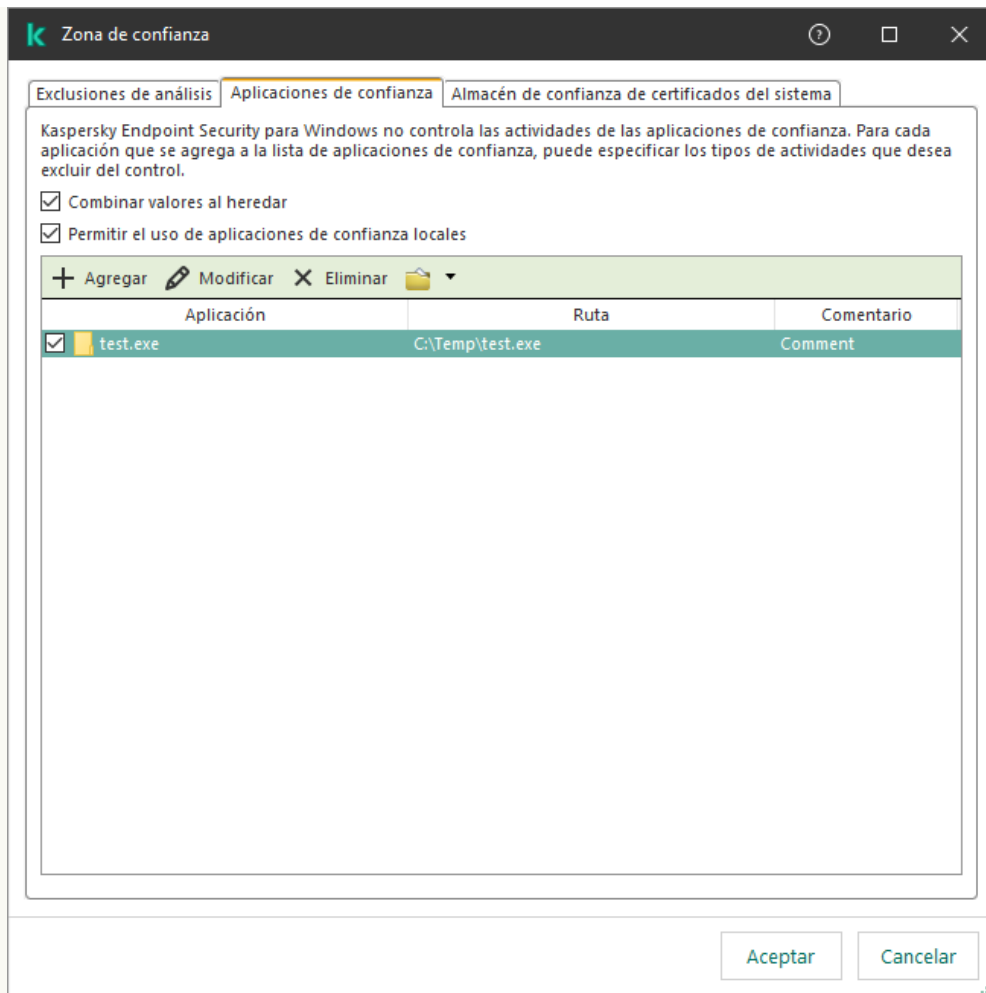 Zona de confianza
Exclusiones de análisis Aplicaciones de confianza Almacén de confianza de certificados del sistema
Kaspersky Endpoint Security para Windows no controla las actividades de las aplicaciones de confianza. Para cada
aplicación que se agrega a la lista de aplicaciones de confianza, puede especificar los tipos de actividades que desea
excluir del control.
Combinar valores al heredar
Permitir el uso de aplicaciones de confianza locales
Agregar Modificar Eliminar
Aplicación Ruta Comentario
test.exe C:\Temp\test.exe Comment
Aceptar Cancelar